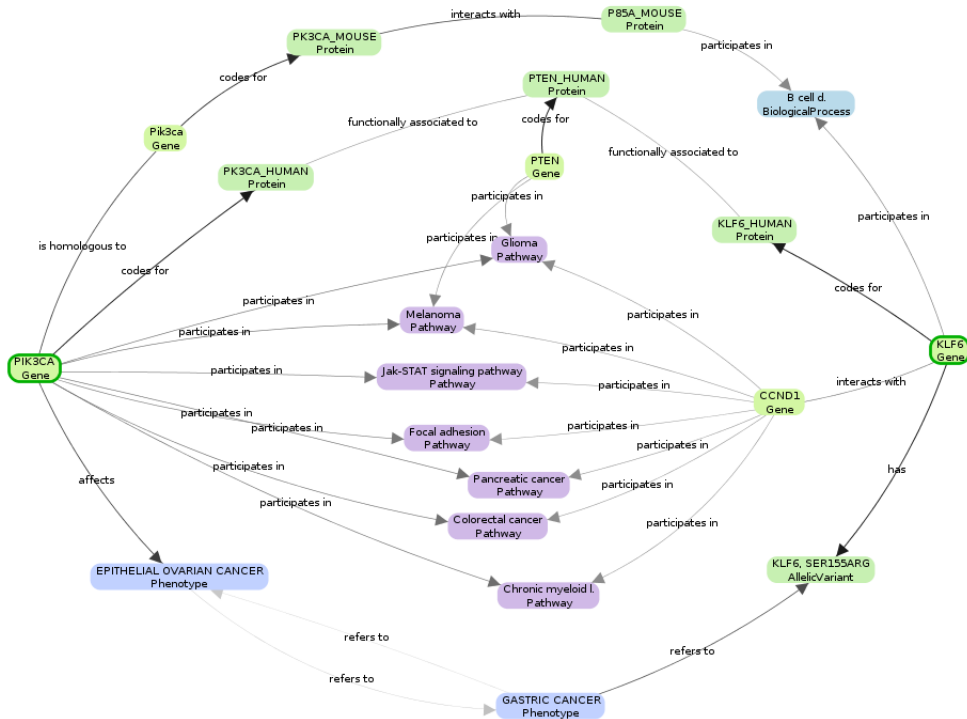 interacts with
P85A_MOUSE
Protein
PK3CA_MOUSE
Protein
participates in
codes for
PTEN_HUMAN
Protein
B cell d.
BiologicalProcess
functionally associated to
codes for
Pik3ca
Gene
functionally associated to
PTEN
Gene
PK3CA_HUMAN
Protein
participates in
participates in
KLF6_HUMAN
Protein
participates in
is homologous to
Glioma
Pathway
codes for
codes for
participates in
participates in
Melanoma
Pathway
participates in
participates in
KLF6
Gene
PIK3CA
Gene
participates in
Jak-STAT signaling pathway
Pathway
participates in
interacts with
CCND1
Gene
participates in
participates in
Focal adhesion
Pathway
participates in
participates in
participates in
has
affects
Pancreatic cancer
Pathway
participates in
participates in
Colorectal cancer
Pathway
participates in
EPITHELIAL OVARIAN CANCER
Phenotype
KLF6, SER155ARG
AllelicVariant
Chronic myeloid l.
Pathway
refers to
refers to
refers to
GASTRIC CANCER
Phenotype